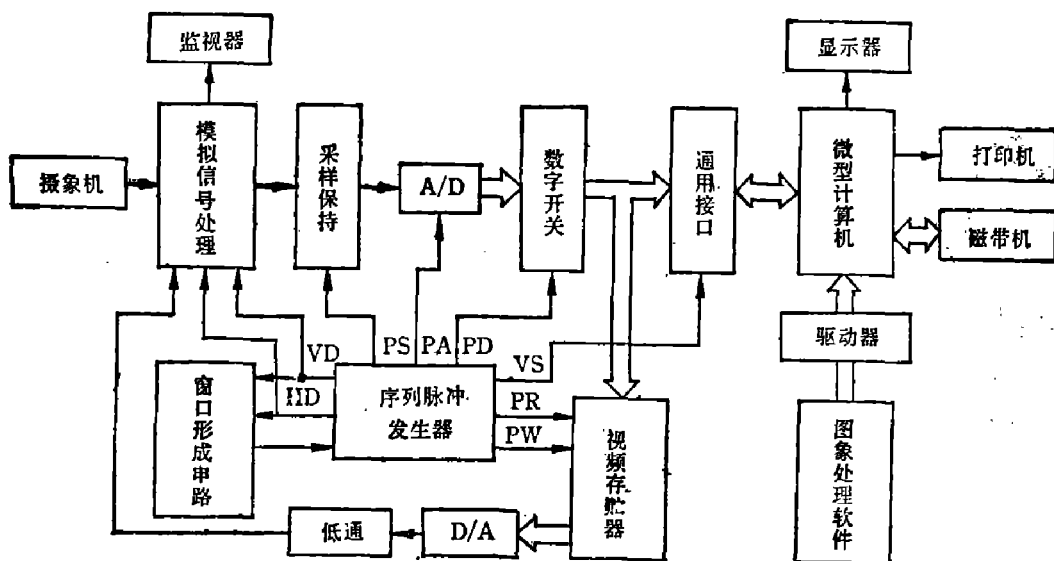 监视器
显示器
摄象机
模拟信号处理
采样保持
A/D
数字开关
通用接口
微型计算机
打印机
磁带机
驱动器
VD
PS
PA
PD
VS
HD
PR
PW
窗口形成电路
序列脉冲
发生器
视频存贮器
图象处理软件
低通
D/A